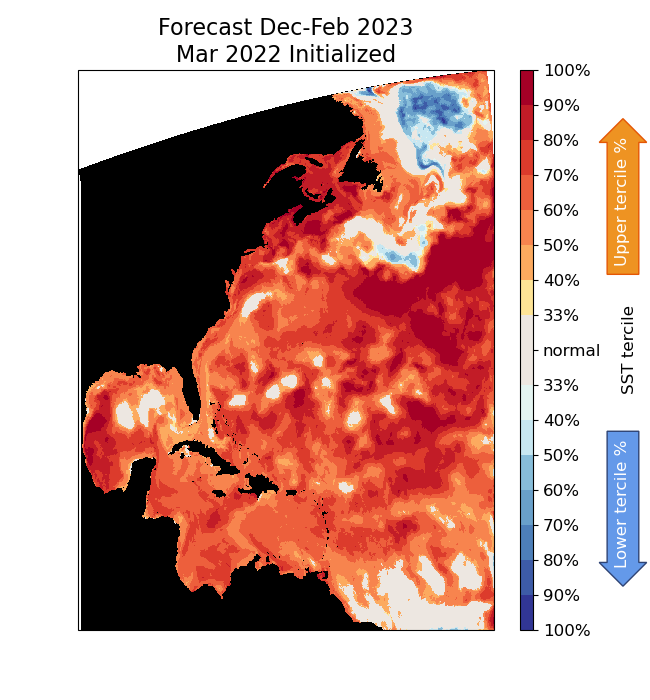 Forecast Dec-Feb 2023
Mar 2022 Initialized
100%
90%
80%
70%
60%
50%
40%
33%
normal
33%
40%
50%
60%
70%
80%
90%
100%
Upper tercile %
SST tercile
Lower tercile %